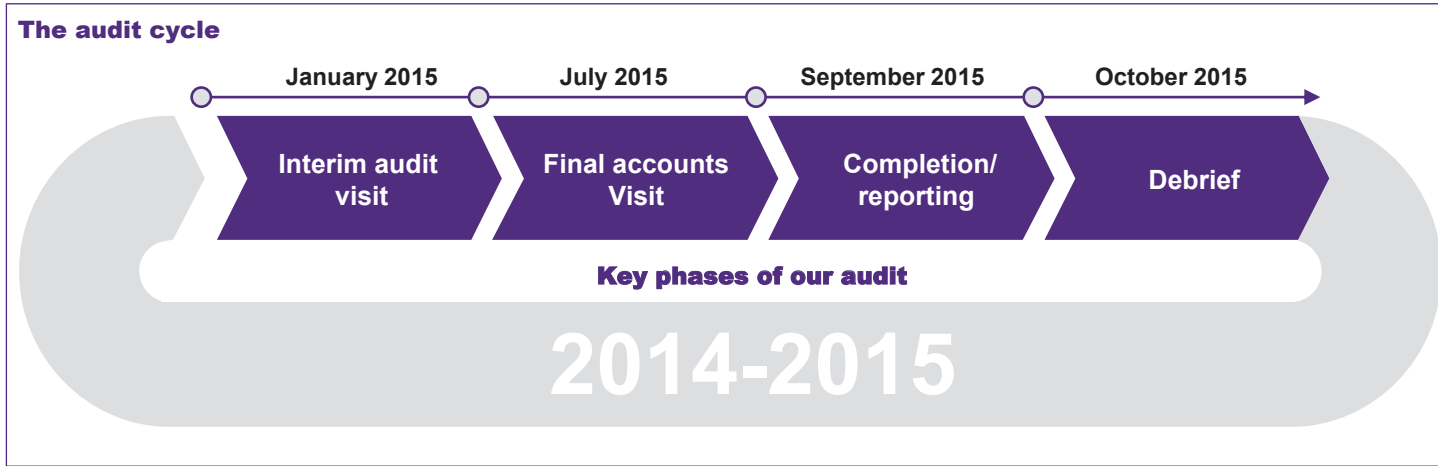 The audit cycle
January 2015
July 2015
September 2015
October 2015
Interim audit
visit
Final accounts
Visit
Completion/
reporting
Debrief
Key phases of our audit
2014-2015